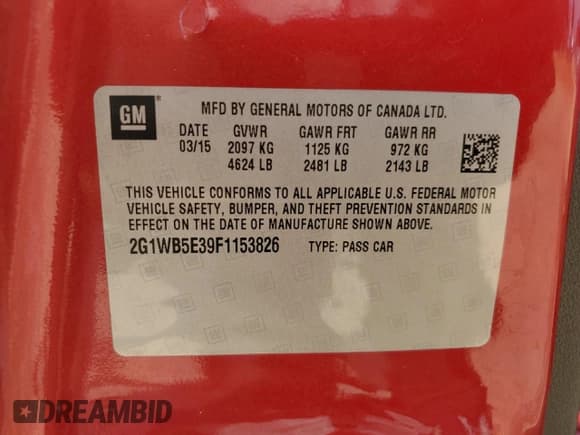 GM
MFD BY GENERAL MOTORS OF CANADA LTD.
DATE GVWR GAWR FRT GAWR RR
03/15 2097 KG 1125 KG 972 KG
4624 LB 2481 LB 2143 LB
THIS VEHICLE CONFORMS TO ALL APPLICABLE U.S. FEDERAL MOTOR
VEHICLE SAFETY, BUMPER, AND THEFT PREVENTION STANDARDS IN
EFFECT ON THE DATE OF MANUFACTURE SHOWN ABOVE.
2G1WB5E39F1153826 TYPE: PASS CAR
DREAMBID